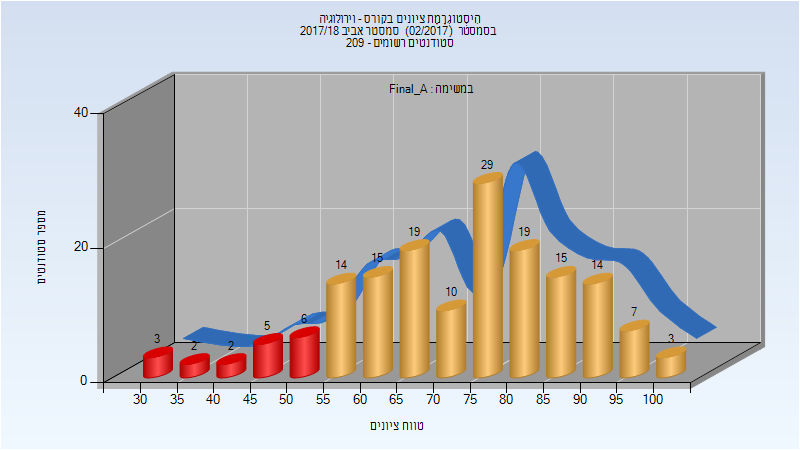 היסטוגרמת ציונים בקורס - וירולוגיה
בסמסטר (02/2017) סמסטר אביב 2017/18
סטודנטים רשומים - 209
במשימה : Final_A
מספר סטודנטים
40
20
0
3
2
2
5
6
14
15
19
10
29
19
15
14
7
3
30 35 40 45 50 55 60 65 70 75 80 85 90 95 100
טווח ציונים